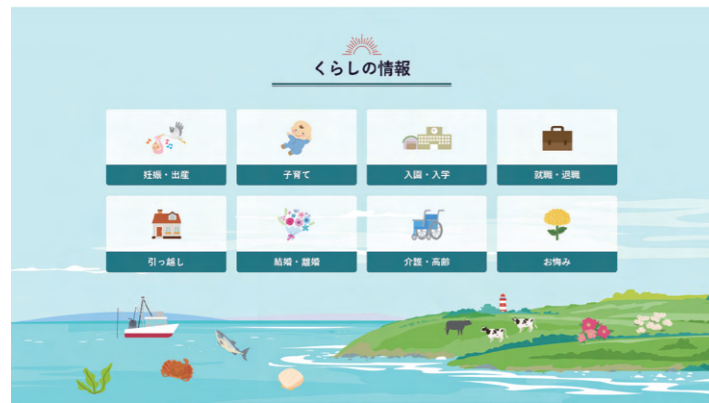 くらしの情報
妊娠・出産
子育て
入園・入学
就職・退職
引っ越し
結婚・離婚
介護・高齢
お悔み